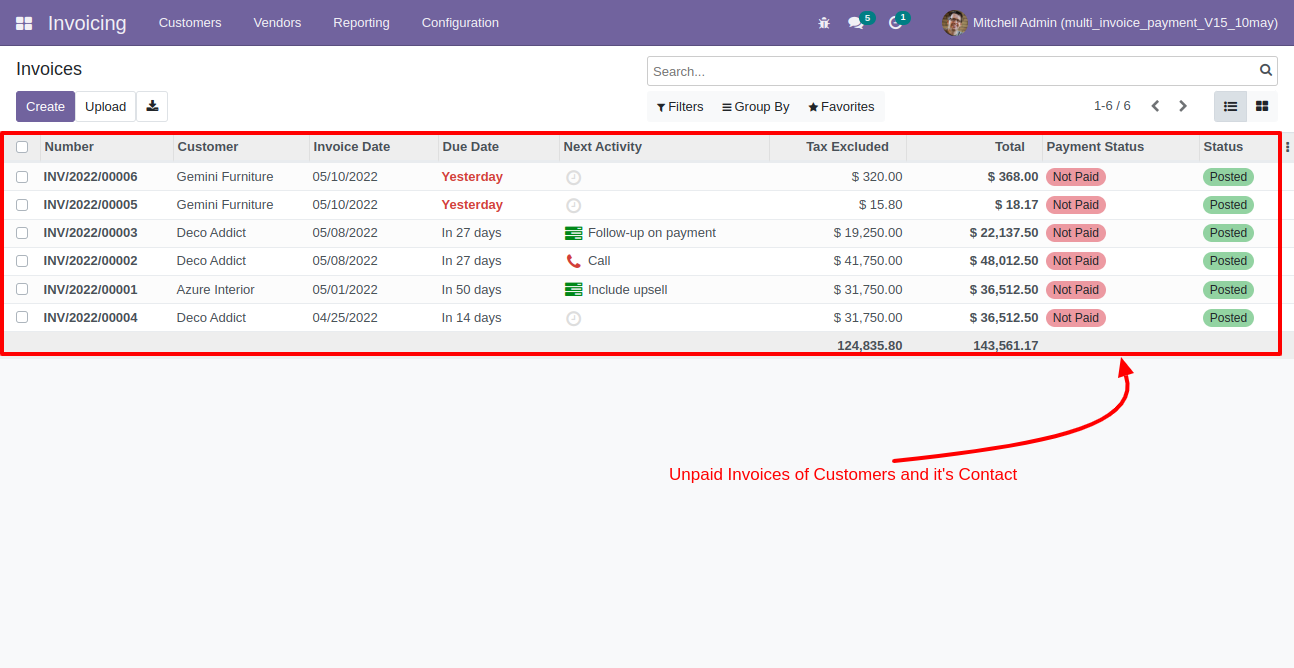 Invoicing Customers Vendors Reporting Configuration 5 1 Mitchell Admin (multi_invoice_payment_V15_10may)
Invoices Search...
Create Upload Filters Group By Favorites 1-6 / 6
Number Customer Invoice Date Due Date Next Activity Tax Excluded Total Payment Status Status
INV/2022/00006 Gemini Furniture 05/10/2022 Yesterday $ 320.00 $ 368.00 Not Paid Posted
INV/2022/00005 Gemini Furniture 05/10/2022 Yesterday $ 15.80 $ 18.17 Not Paid Posted
INV/2022/00003 Deco Addict 05/08/2022 In 27 days Follow-up on payment $ 19,250.00 $ 22,137.50 Not Paid Posted
INV/2022/00002 Deco Addict 05/08/2022 In 27 days Call $ 41,750.00 $ 48,012.50 Not Paid Posted
INV/2022/00001 Azure Interior 05/01/2022 In 50 days Include upsell $ 31,750.00 $ 36,512.50 Not Paid Posted
INV/2022/00004 Deco Addict 04/25/2022 In 14 days $ 31,750.00 $ 36,512.50 Not Paid Posted
124,835.80 143,561.17
Unpaid Invoices of Customers and it's Contact